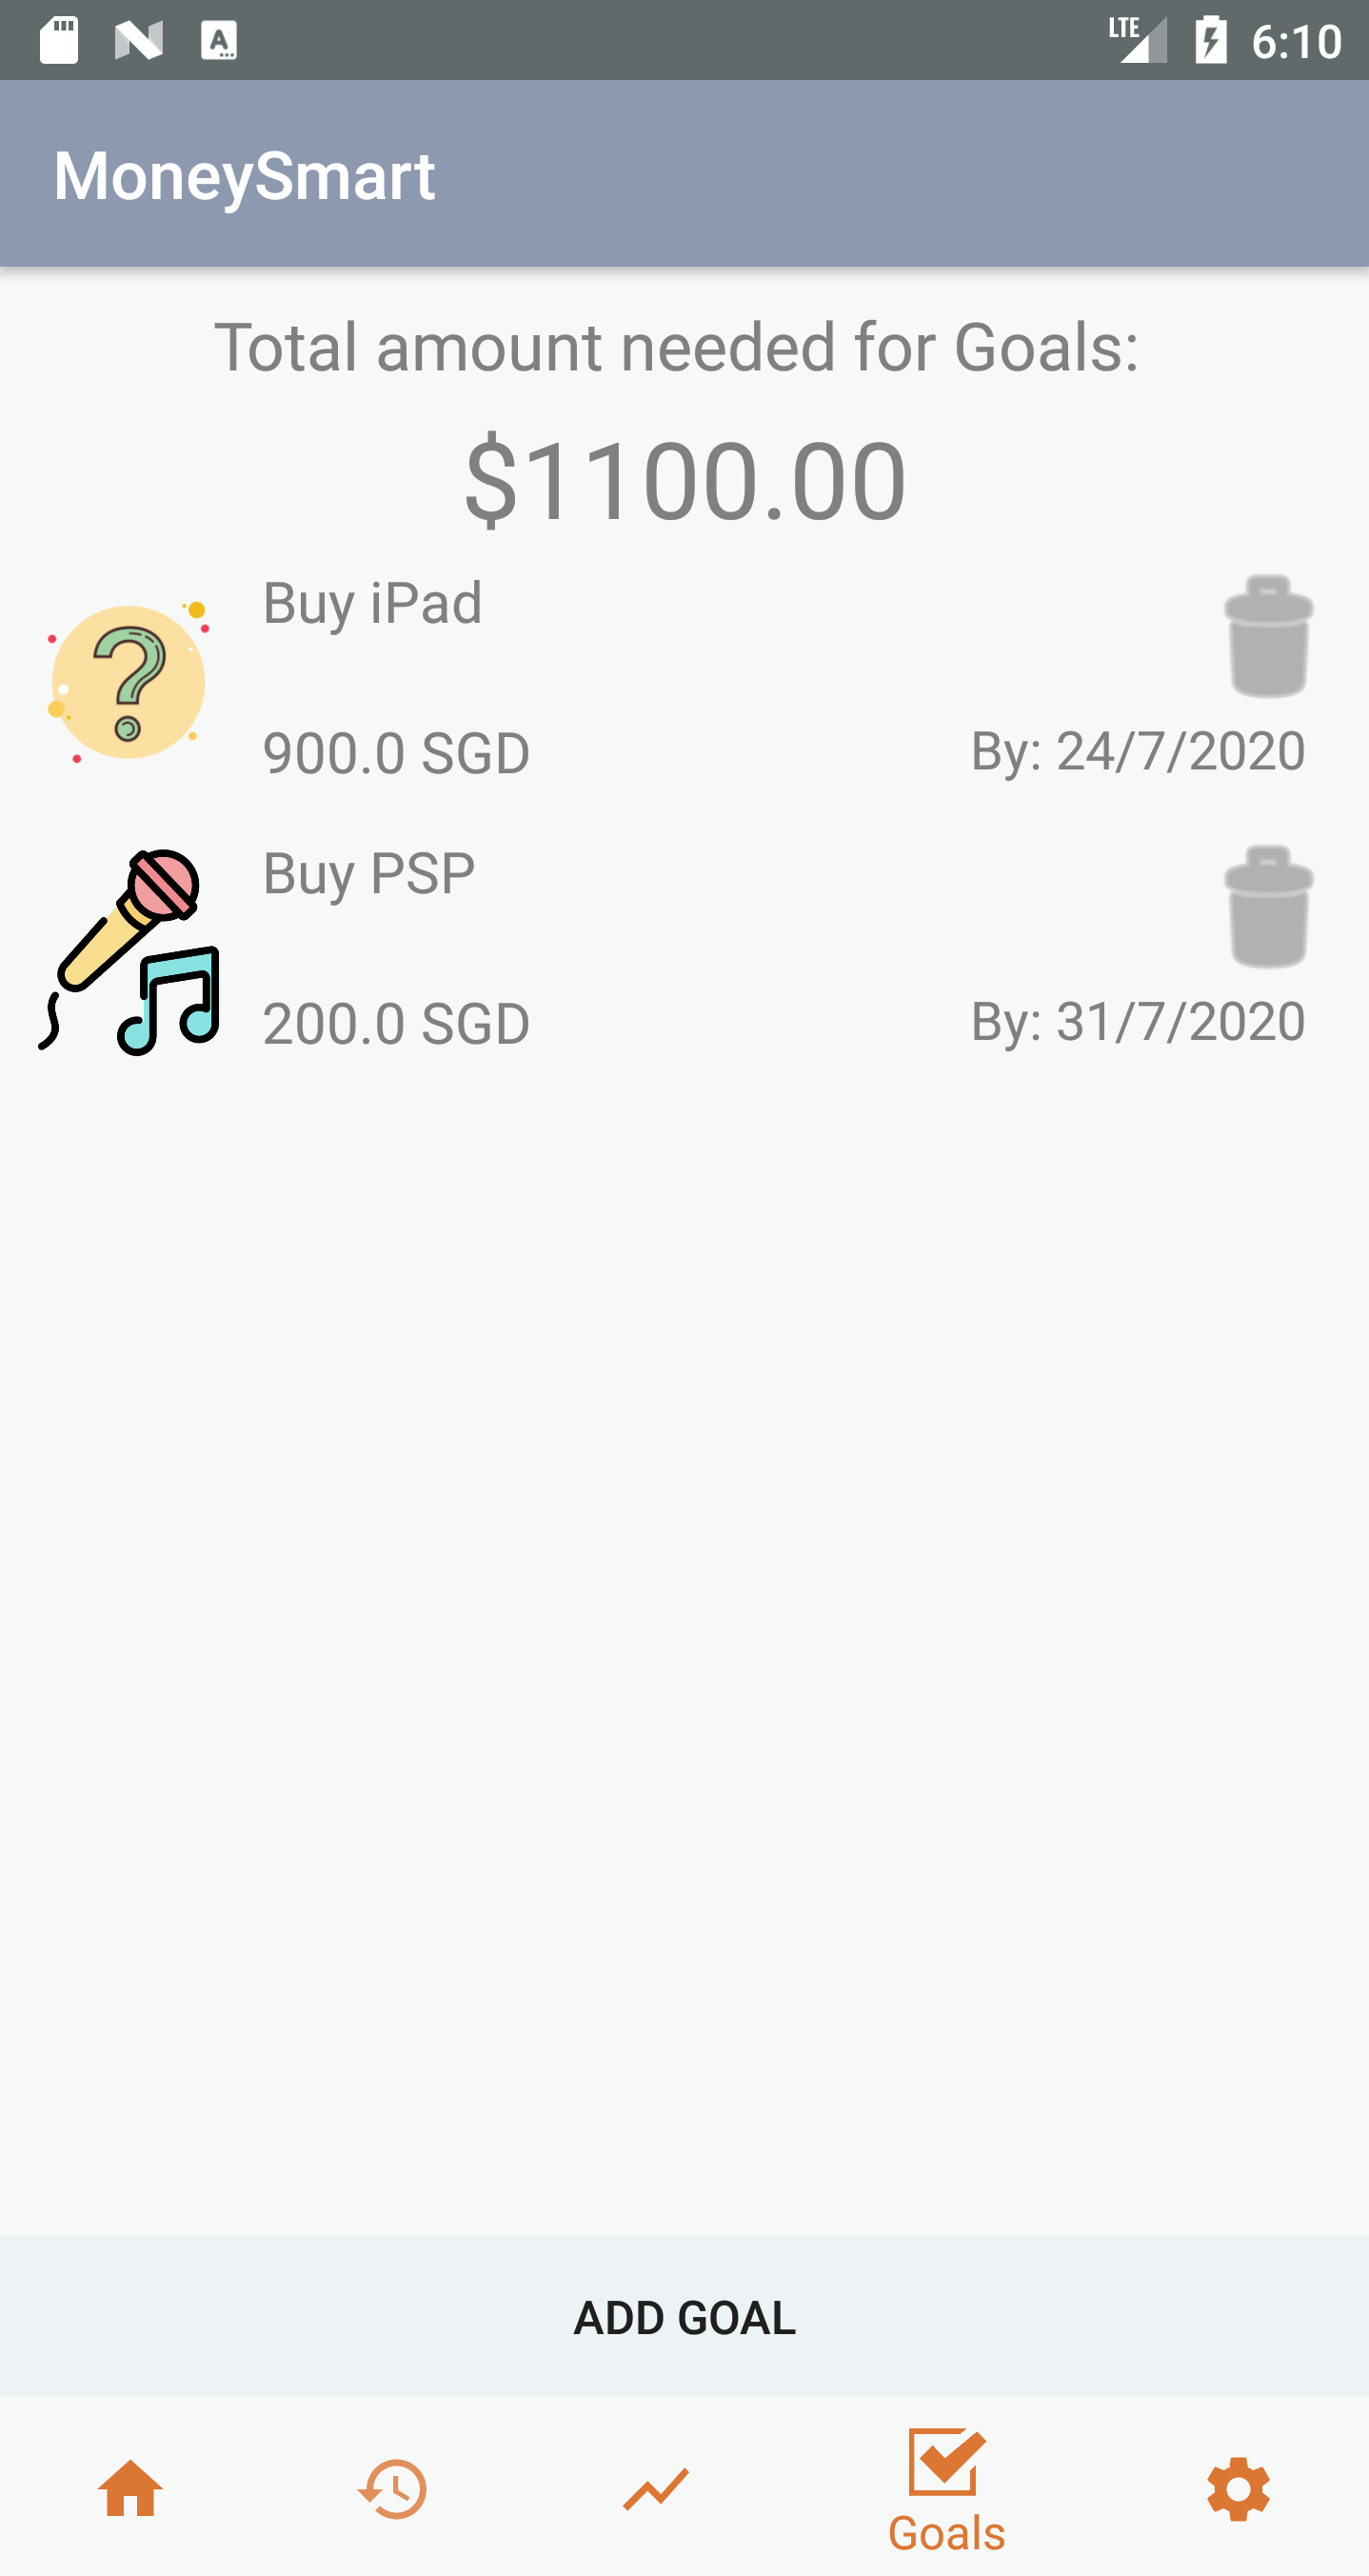 LTE 6:10
MoneySmart
Total amount needed for Goals:
$1100.00
Buy iPad
900.0 SGD By: 24/7/2020
Buy PSP
200.0 SGD By: 31/7/2020
ADD GOAL
Goals